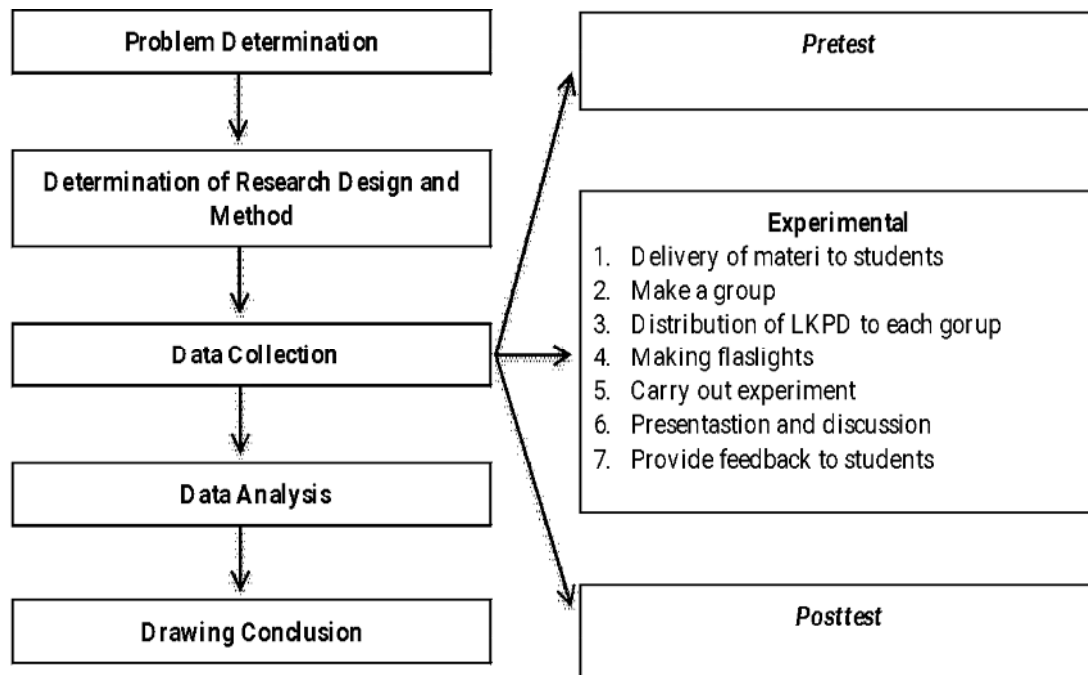 Problem Determination
Determination of Research Design and
Method
Data Collection
Data Analysis
Drawing Conclusion
Pretest
Experimental
1. Delivery of materi to students
2. Make a group
3. Distribution of LKPD to each gorup
4. Making flaslights
5. Carry out experiment
6. Presentastion and discussion
7. Provide feedback to students
Posttest